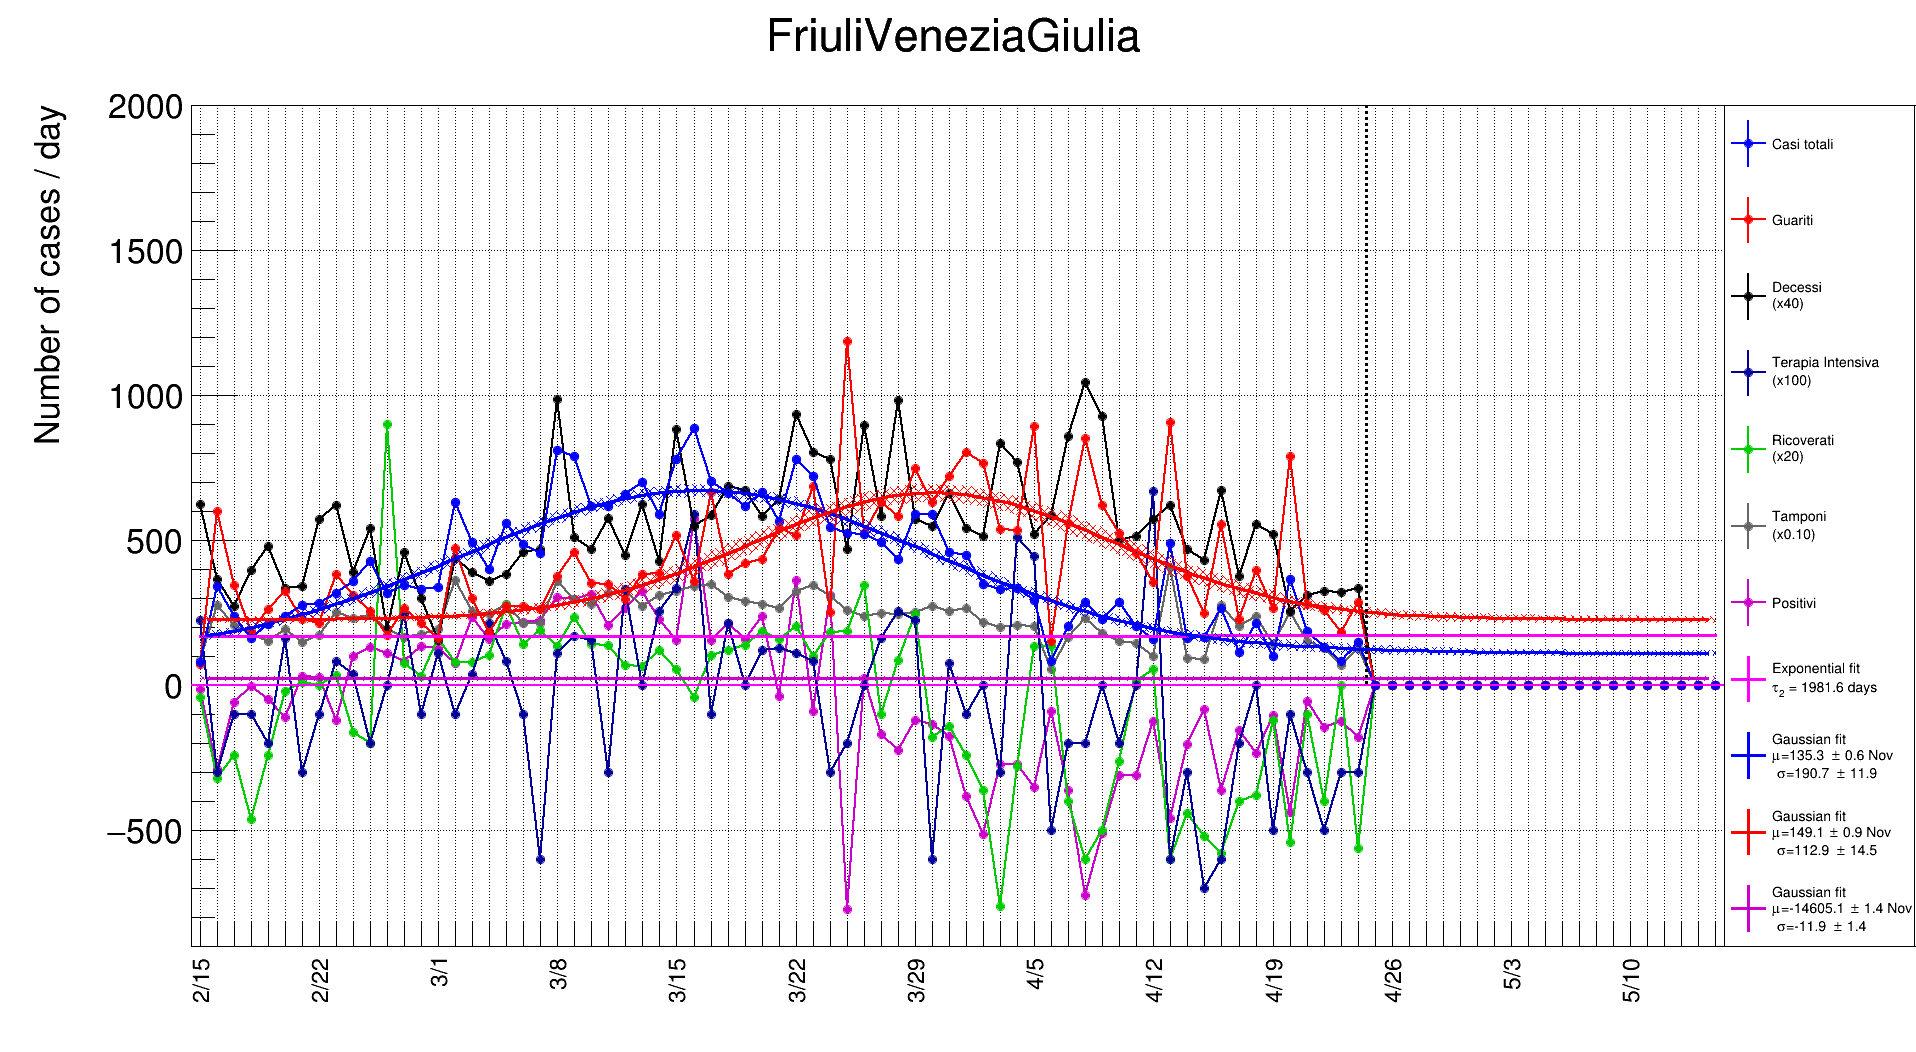 FriuliVeneziaGiulia
Number of cases / day
2000
1500
1000
500
0
−500
2/15
2/22
3/1
3/8
3/15
3/22
3/29
4/5
4/12
4/19
4/26
5/3
5/10
Casi totali
Guariti
Decessi
(x40)
Terapia Intensiva
(x100)
Ricoverati
(x20)
Tamponi
(x0.10)
Positivi
Exponential fit
τ2 = 1981.6 days
Gaussian fit
μ=135.3 ± 0.6 Nov
σ=190.7 ± 11.9
Gaussian fit
μ=149.1 ± 0.9 Nov
σ=112.9 ± 14.5
Gaussian fit
μ=-14605.1 ± 1.4 Nov
σ=-11.9 ± 1.4